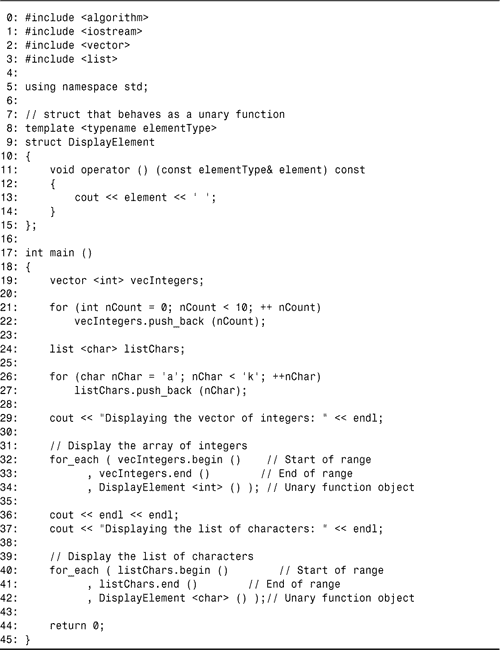 0: #include <algorithm>
1: #include <iostream>
2: #include <vector>
3: #include <list>
4:
5: using namespace std;
6:
7: // struct that behaves as a unary function
8: template <typename elementType>
9: struct DisplayElement
10: {
11:     void operator () (const elementType& element) const
12:     {
13:         cout << element << ' ';
14:     }
15: };
16:
17: int main ()
18: {
19:     vector <int> vecIntegers;
20:
21:     for (int nCount = 0; nCount < 10; ++ nCount)
22:         vecIntegers.push_back (nCount);
23:
24:     list <char> listChars;
25:
26:     for (char nChar = 'a'; nChar < 'k'; ++nChar)
27:         listChars.push_back (nChar);
28:
29:     cout << "Displaying the vector of integers: " << endl;
30:
31:     // Display the array of integers
32:     for_each ( vecIntegers.begin ()    // Start of range
33:          , vecIntegers.end ()        // End of range
34:          , DisplayElement <int> () ); // Unary function object
35:
36:     cout << endl << endl;
37:     cout << "Displaying the list of characters: " << endl;
38:
39:     // Display the list of characters
40:     for_each ( listChars.begin ()        // Start of range
41:          , listChars.end ()        // End of range
42:          , DisplayElement <char> () );// Unary function object
43:
44:     return 0;
45: }